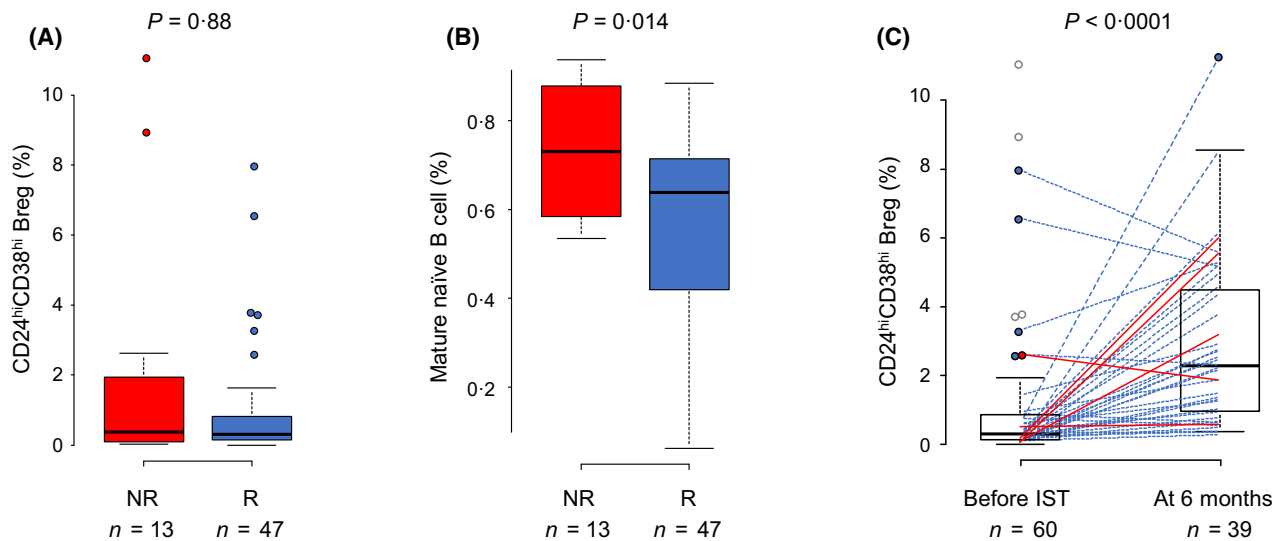 (A)
P = 0·88
CD24hiCD38hi Breg (%)
10
8
6
4
2
0
NR
R
n = 13
n = 47
(B)
P = 0·014
Mature naïve B cell (%)
0·8
0·6
0·4
0·2
NR
R
n = 13
n = 47
(C)
P < 0·0001
CD24hiCD38hi Breg (%)
10
8
6
4
2
0
Before IST
At 6 months
n = 60
n = 39